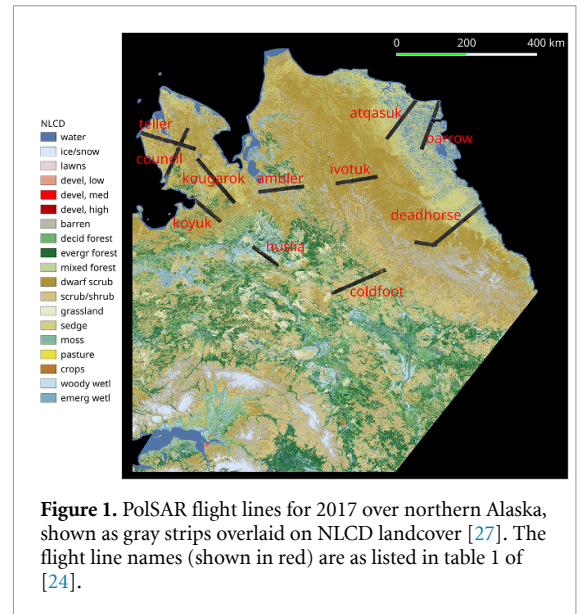 0 200 400 km
NLCD
water
ice/snow
lawns
devel, low
devel, med
devel, high
barren
decid forest
evergr forest
mixed forest
dwarf scrub
scrub/shrub
grassland
sedge
moss
pasture
crops
woody wetl
emerg wetl
atqasuk
teller
barrow
council
ivotuk
kougarok
ambler
deadhorse
koyuk
huslia
coldfoot
Figure 1. PolSAR flight lines for 2017 over northern Alaska,
shown as gray strips overlaid on NLCD landcover [27]. The
flight line names (shown in red) are as listed in table 1 of
[24].